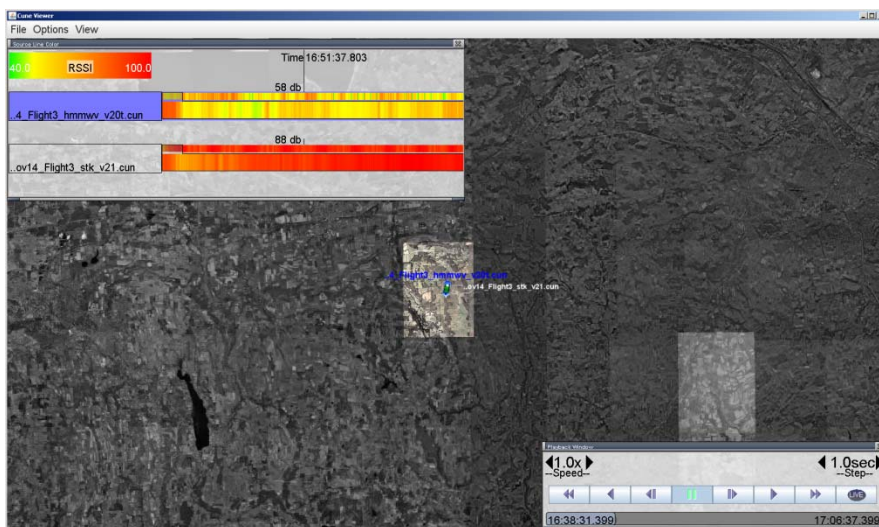 Cune Viewer
File Options View
Source Line Color
40.0 RSSI 100.0
Time 16:51:37.803
58 db
..4_Flight3_hmmwv_v20t.cun
88 db
..ov14_Flight3_stk_v21.cun
..4_Flight3_hmmwv_v20t.cun
..ov14_Flight3_stk_v21.cun
Playback Window
1.0x 1.0sec
--Speed-- --Step--
LIVE
16:38:31.399 17:06:37.399